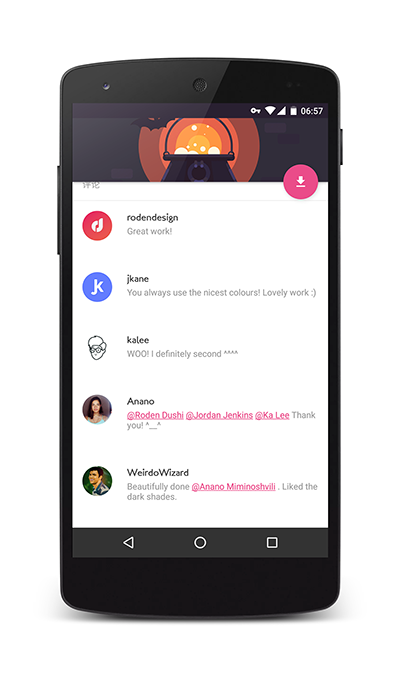 06:57
评论
rodendesign
Great work!
jk
jkane
You always use the nicest colours! Lovely work :)
kalee
WOO! I definitely second ^^^^
Anano
@Roden Dushi @Jordan Jenkins @Ka Lee Thank
you! ^__^
WeirdoWizard
Beautifully done @Anano Miminoshvili . Liked the
dark shades.